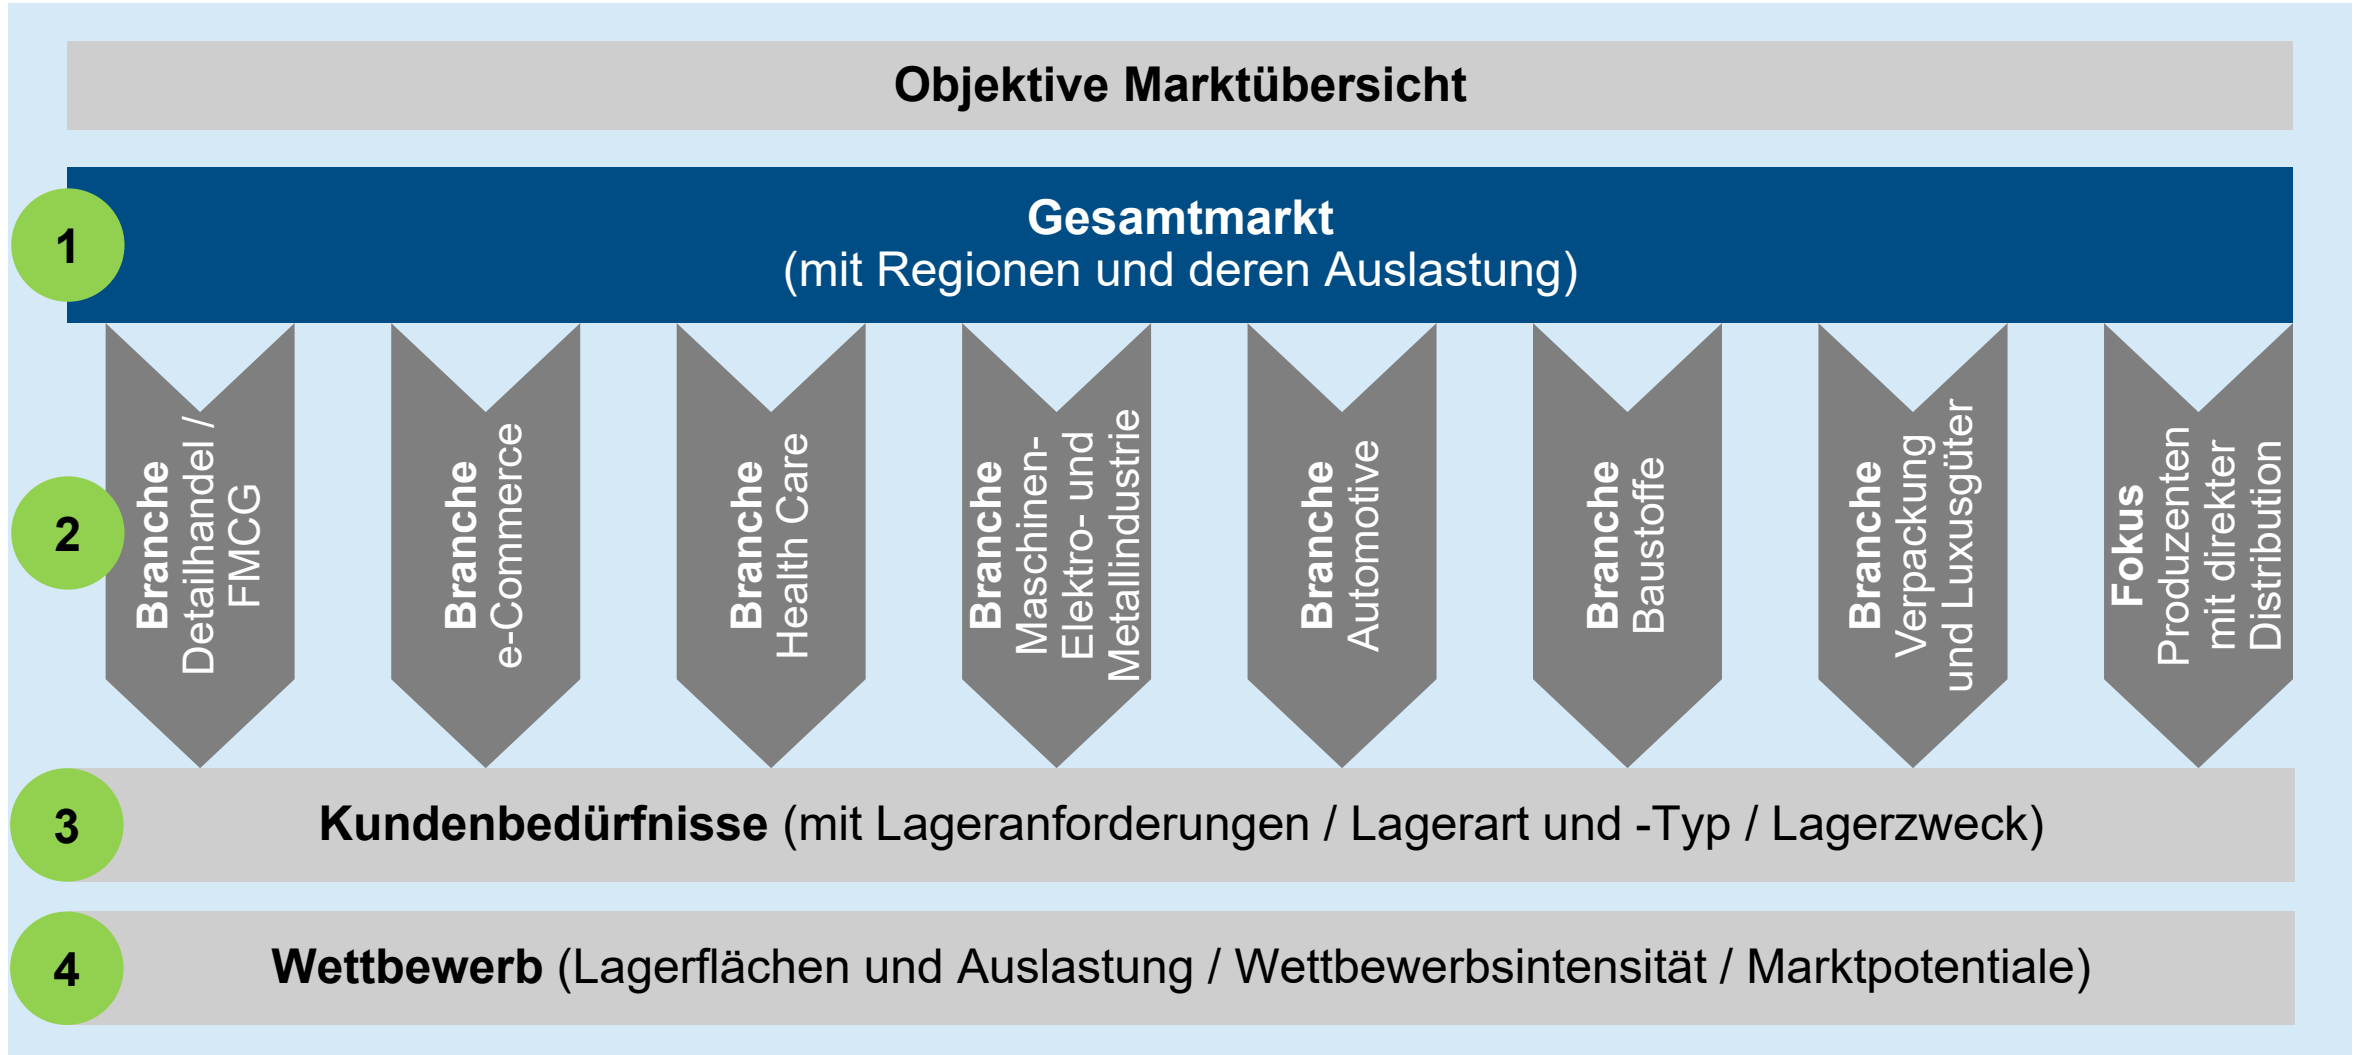 Objektive Marktübersicht
1
Gesamtmarkt
(mit Regionen und deren Auslastung)
2
Branche
Detailhandel /
FMCG
Branche
e-Commerce
Branche
Health Care
Branche
Maschinen-
Elektro- und
Metallindustrie
Branche
Automotive
Branche
Baustoffe
Branche
Verpackung
und Luxusgüter
Fokus
Produzenten
mit direkter
Distribution
3
Kundenbedürfnisse (mit Lageranforderungen / Lagerart und -Typ / Lagerzweck)
4
Wettbewerb (Lagerflächen und Auslastung / Wettbewerbsintensität / Marktpotentiale)